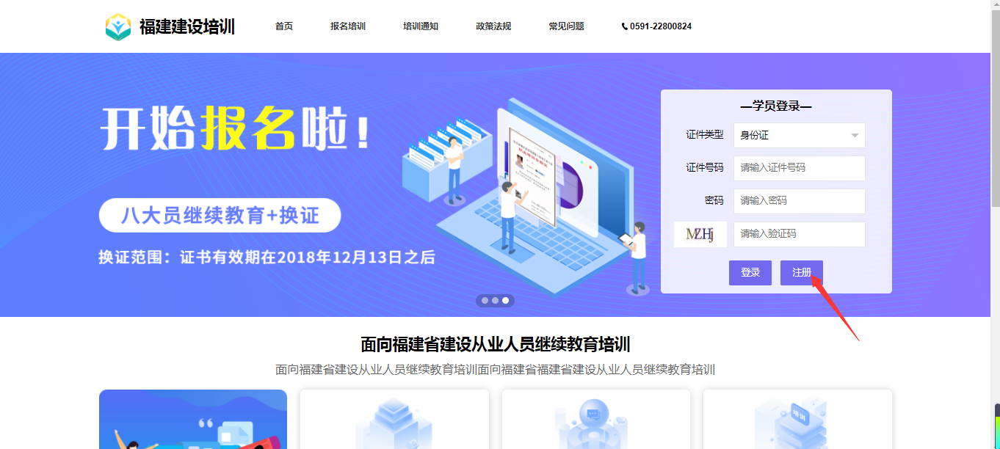 福建建设培训
首页
报名培训
培训通知
政策法规
常见问题
0591-22800824
开始报名啦!
八大员继续教育+换证
换证范围：证书有效期在2018年12月13日之后
—学员登录—
证件类型
身份证
证件号码
请输入证件号码
密码
请输入密码
MZHj
请输入验证码
登录
注册
面向福建省建设从业人员继续教育培训
面向福建省建设从业人员继续教育培训面向福建省福建省建设从业人员继续教育培训
培训